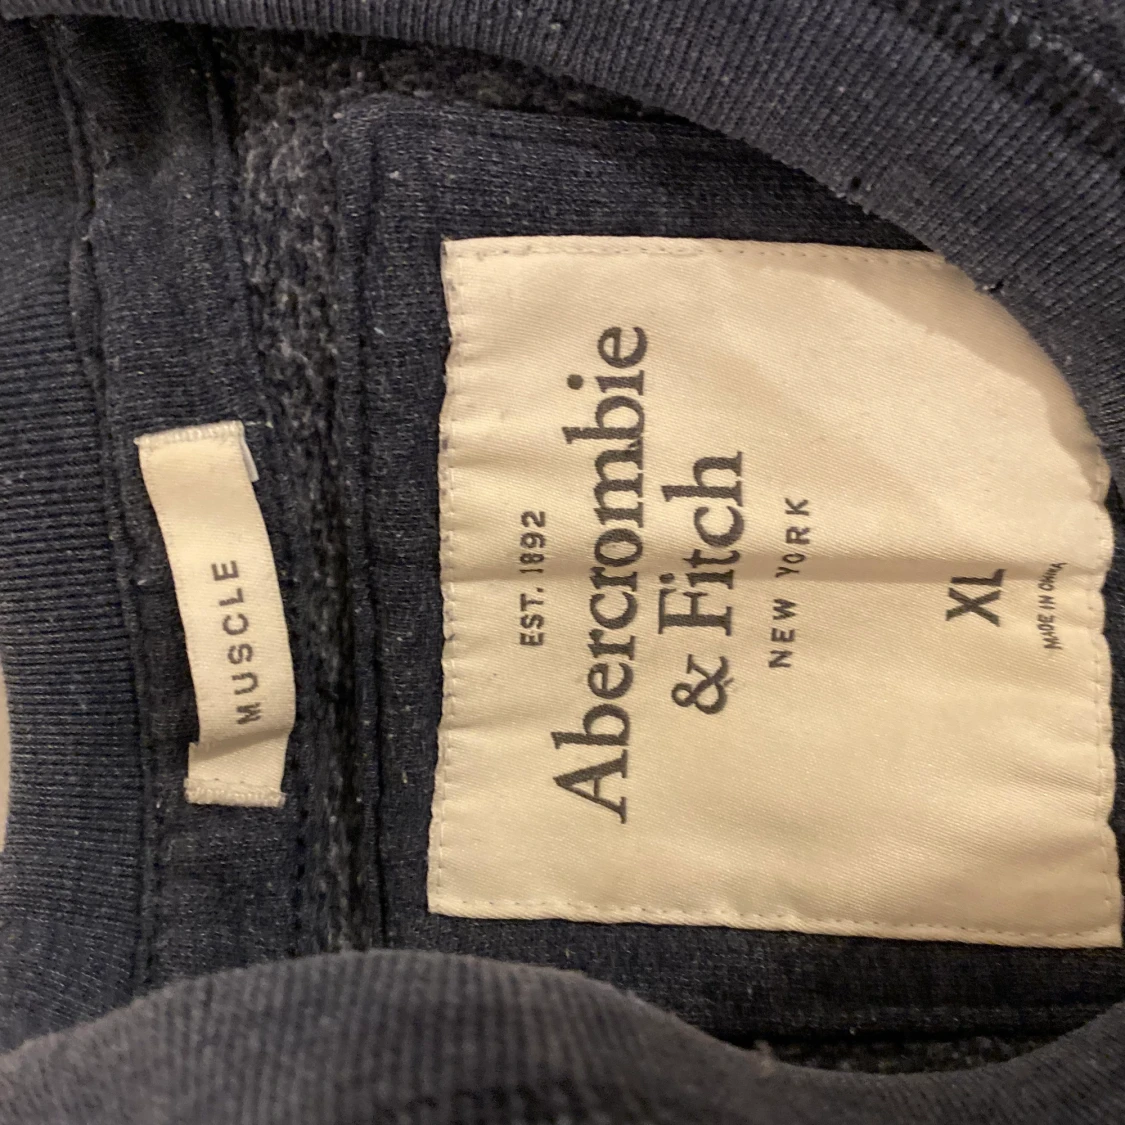 MUSCLE
EST. 1892
Abercrombie
& Fitch
NEW YORK
XL
MADE IN CHINA